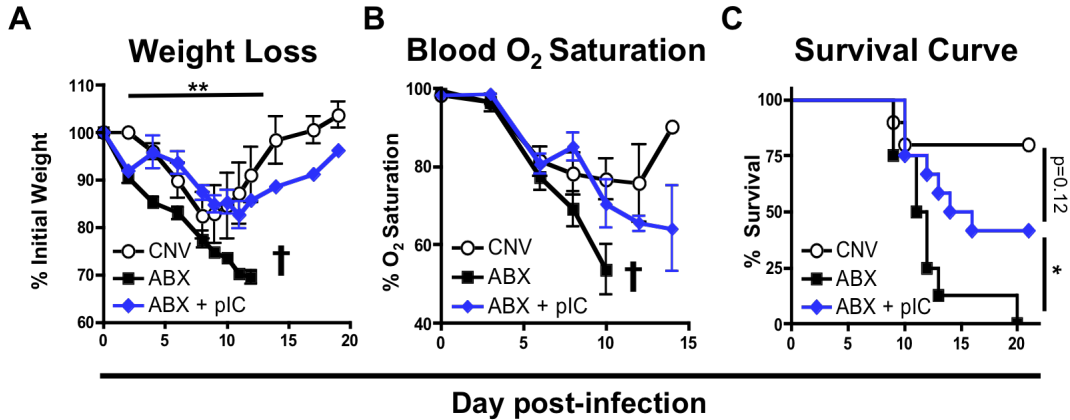 A
Weight Loss
% Initial Weight
110
100
90
80
70
60
**
CNV
ABX
ABX + pIC
†
0
5
10
15
20
B
Blood O₂ Saturation
% O₂ Saturation
100
80
60
40
CNV
ABX
ABX + pIC
†
0
5
10
15
C
Survival Curve
% Survival
100
75
50
25
0
CNV
ABX
ABX + pIC
p=0.12
*
0
5
10
15
20
Day post-infection